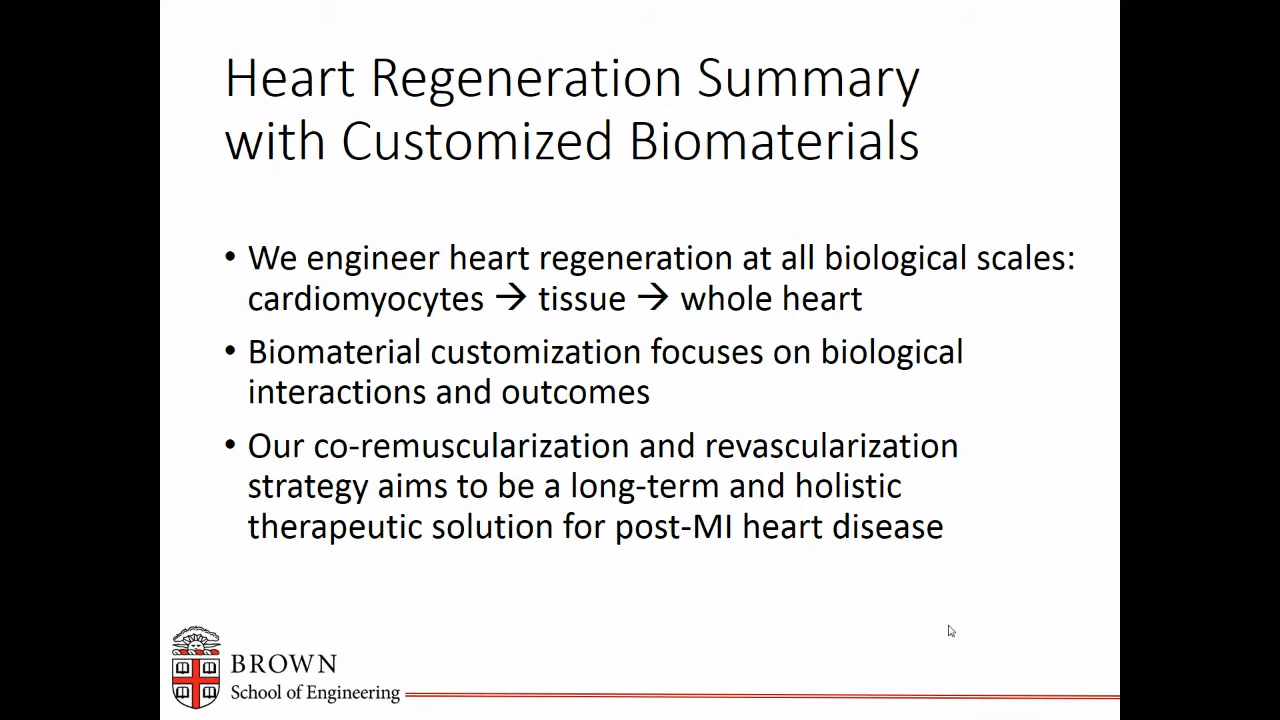 Heart Regeneration Summary
with Customized Biomaterials
• We engineer heart regeneration at all biological scales:
cardiomyocytes → tissue → whole heart
• Biomaterial customization focuses on biological
interactions and outcomes
• Our co-remuscularization and revascularization
strategy aims to be a long-term and holistic
therapeutic solution for post-MI heart disease
BROWN
School of Engineering